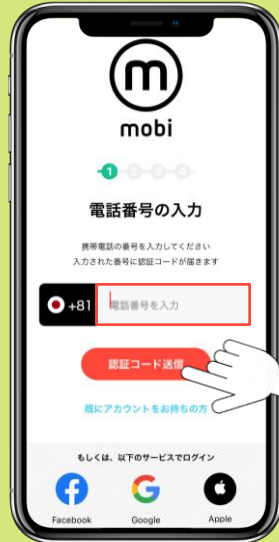 m
mobi
1 2 3 4
電話番号の入力
携帯電話の番号を入力してください
入力された番号に認証コードが届きます
+81 電話番号を入力
認証コード送信
既にアカウントをお持ちの方
もしくは、以下のサービスでログイン
Facebook Google Apple